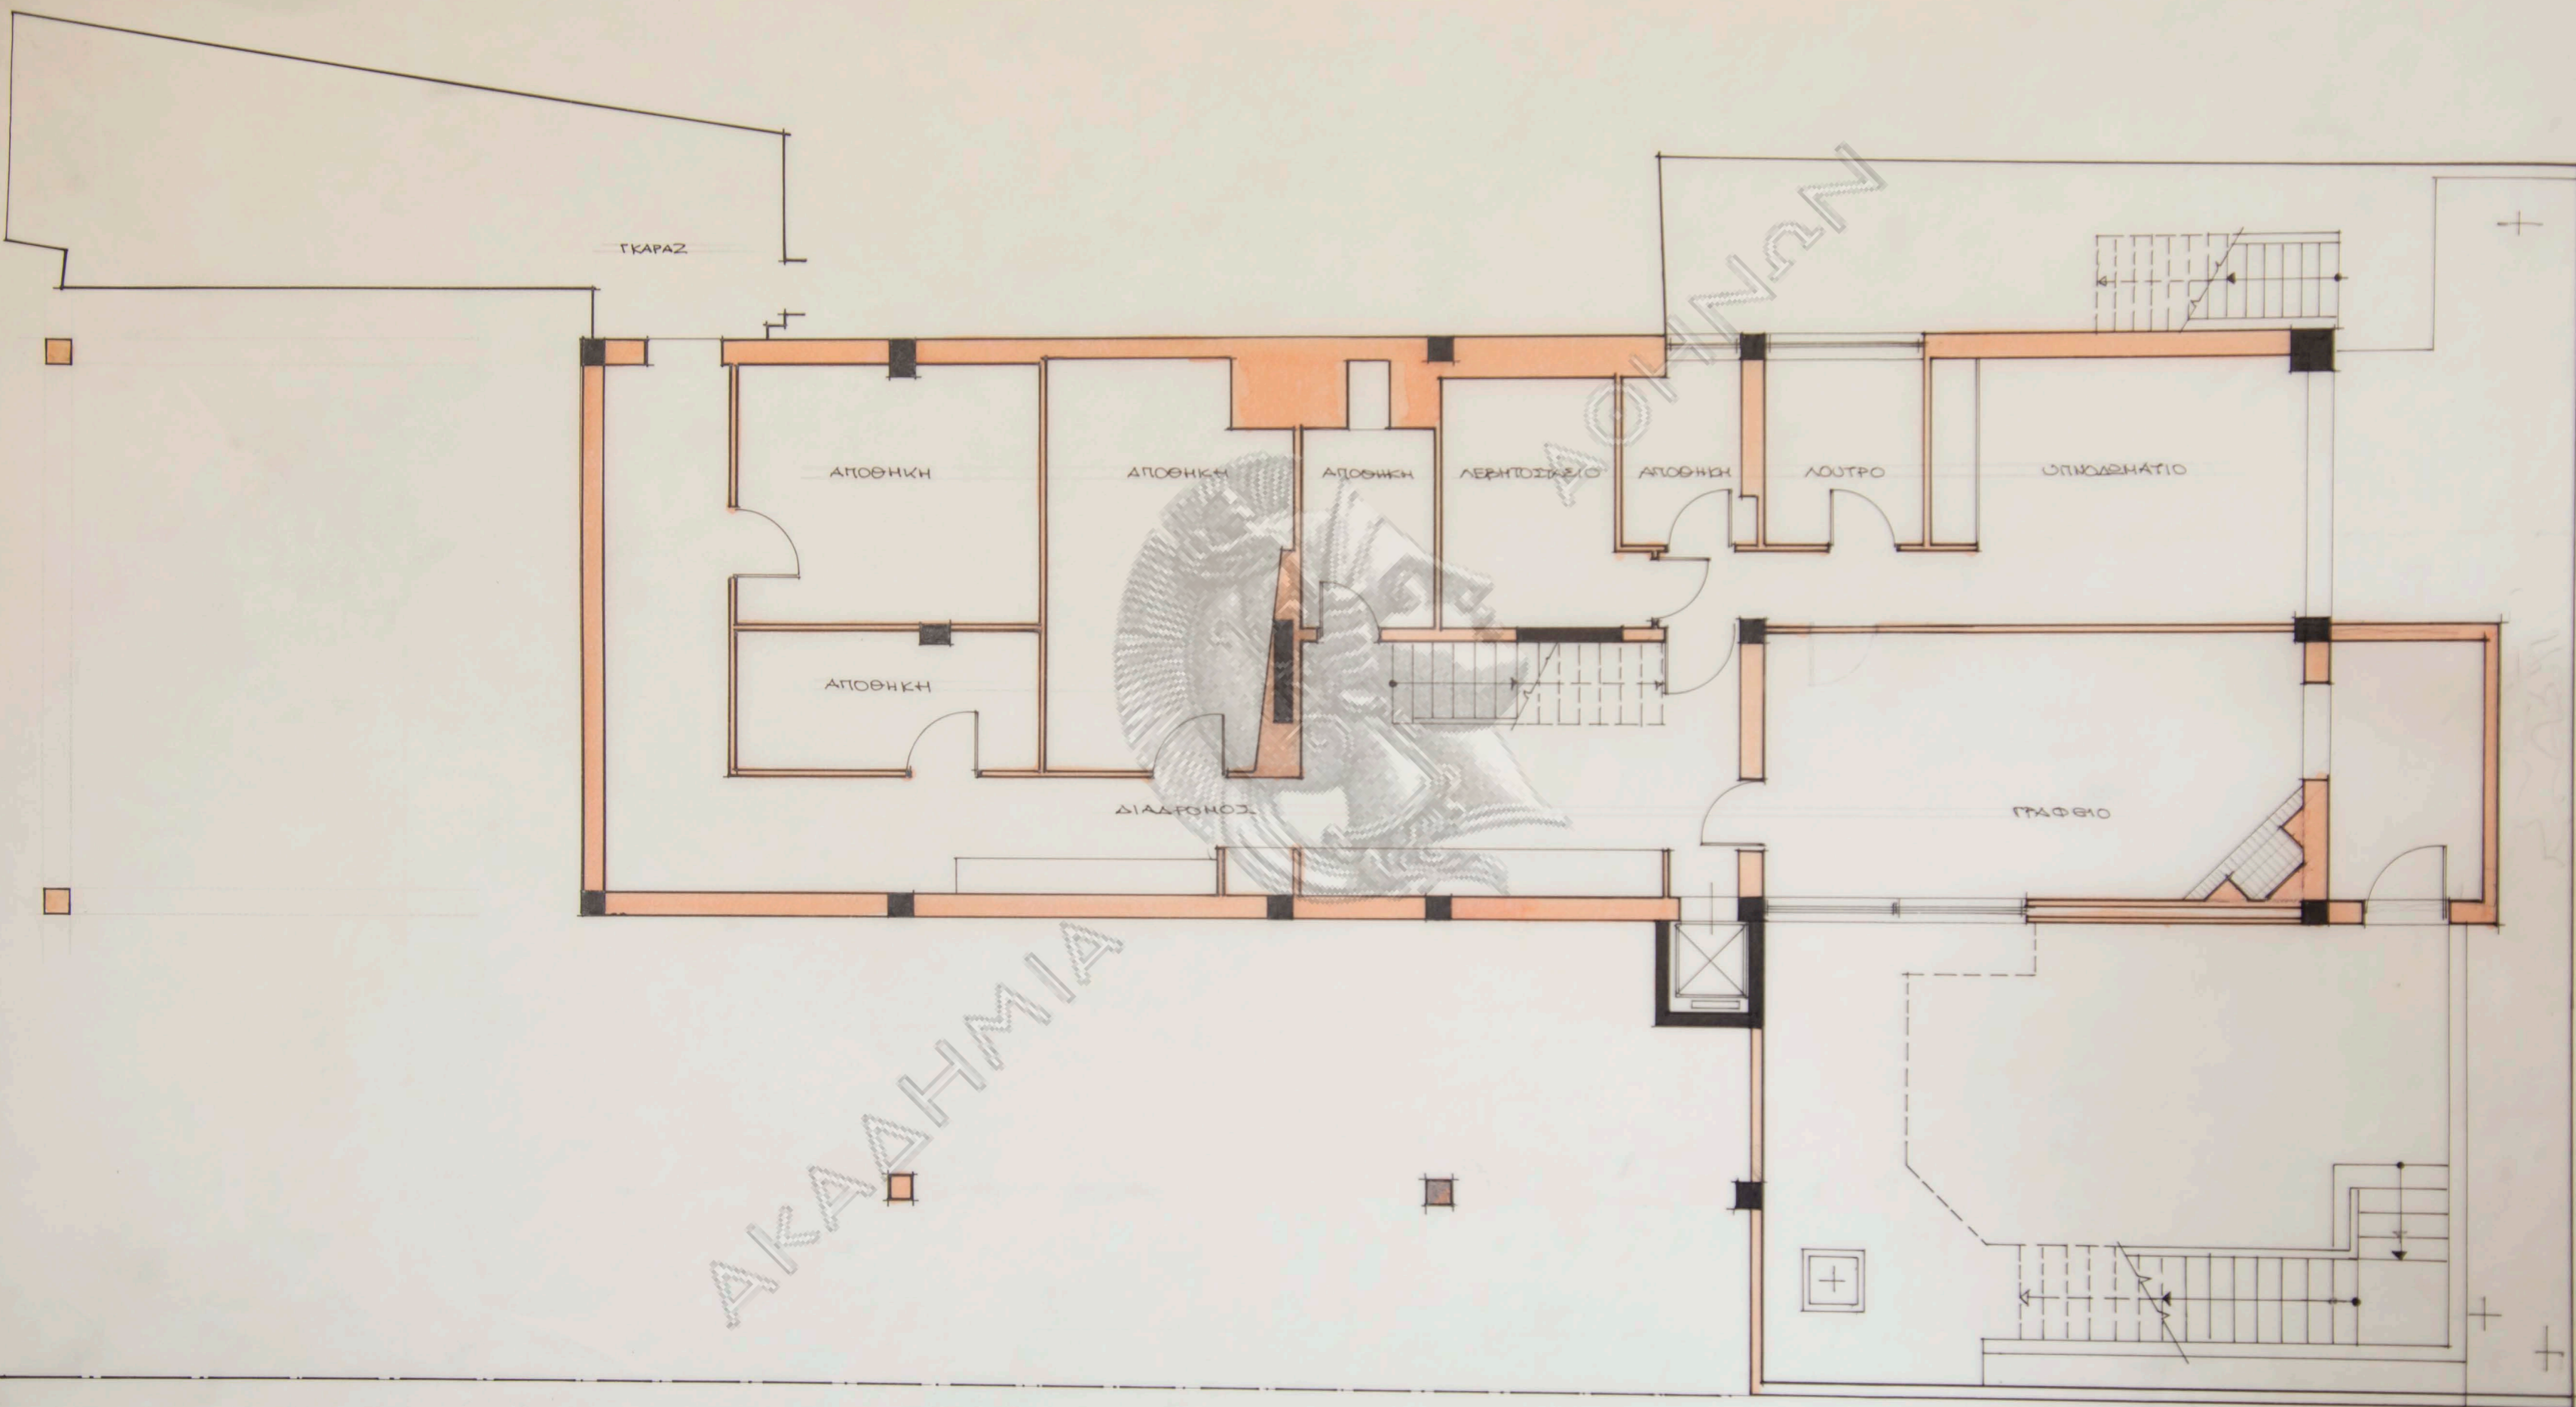 ΓΚΑΡΑΖ
ΑΠΟΘΗΚΗ
ΑΠΟΘΗΚΗ
ΑΠΟΘΗΚΗ
ΛΕΒΗΤΟΣΤΑΣΙΟ
ΑΠΟΘΗΚΗ
ΛΟΥΤΡΟ
ΥΠΝΟΔΩΜΑΤΙΟ
ΑΠΟΘΗΚΗ
ΔΙΑΔΡΟΜΟΣ
ΓΡΑΦΕΙΟ
ΑΚΑΔΗΜΙΑ ΑΘΗΝΩΝ